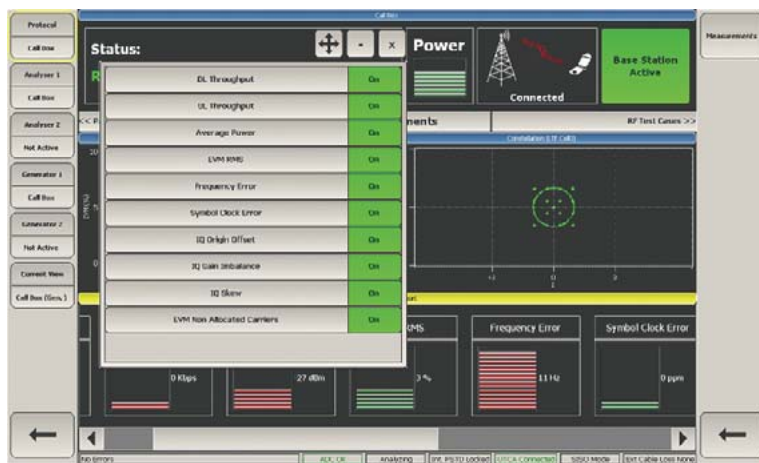 Call Box
Protocol
Call Box
Analyser 1
Call Box
Analyser 2
Not Active
Generator 1
Call Box
Generator 2
Not Active
Current View
Call Box (Gen.1)
Status:
-
x
R
DL Throughput On
UL Throughput On
Average Power On
EVM RMS On
Frequency Error On
Symbol Clock Error On
IQ Origin Offset On
IQ Gain Imbalance On
IQ Skew On
EVM Non Allocated Carriers On
Power
Connected
Base Station
Active
Measurements
<< P
ments
RF Test Cases >>
0 Kbps
27 dBm
RMS
3 %
Frequency Error
11 Hz
Symbol Clock Error
0 ppm
No Errors
ADC OK
Analyzing
Int. PSTD Locked
UTCA Connected
SISO Mode
Ext Cable Loss None